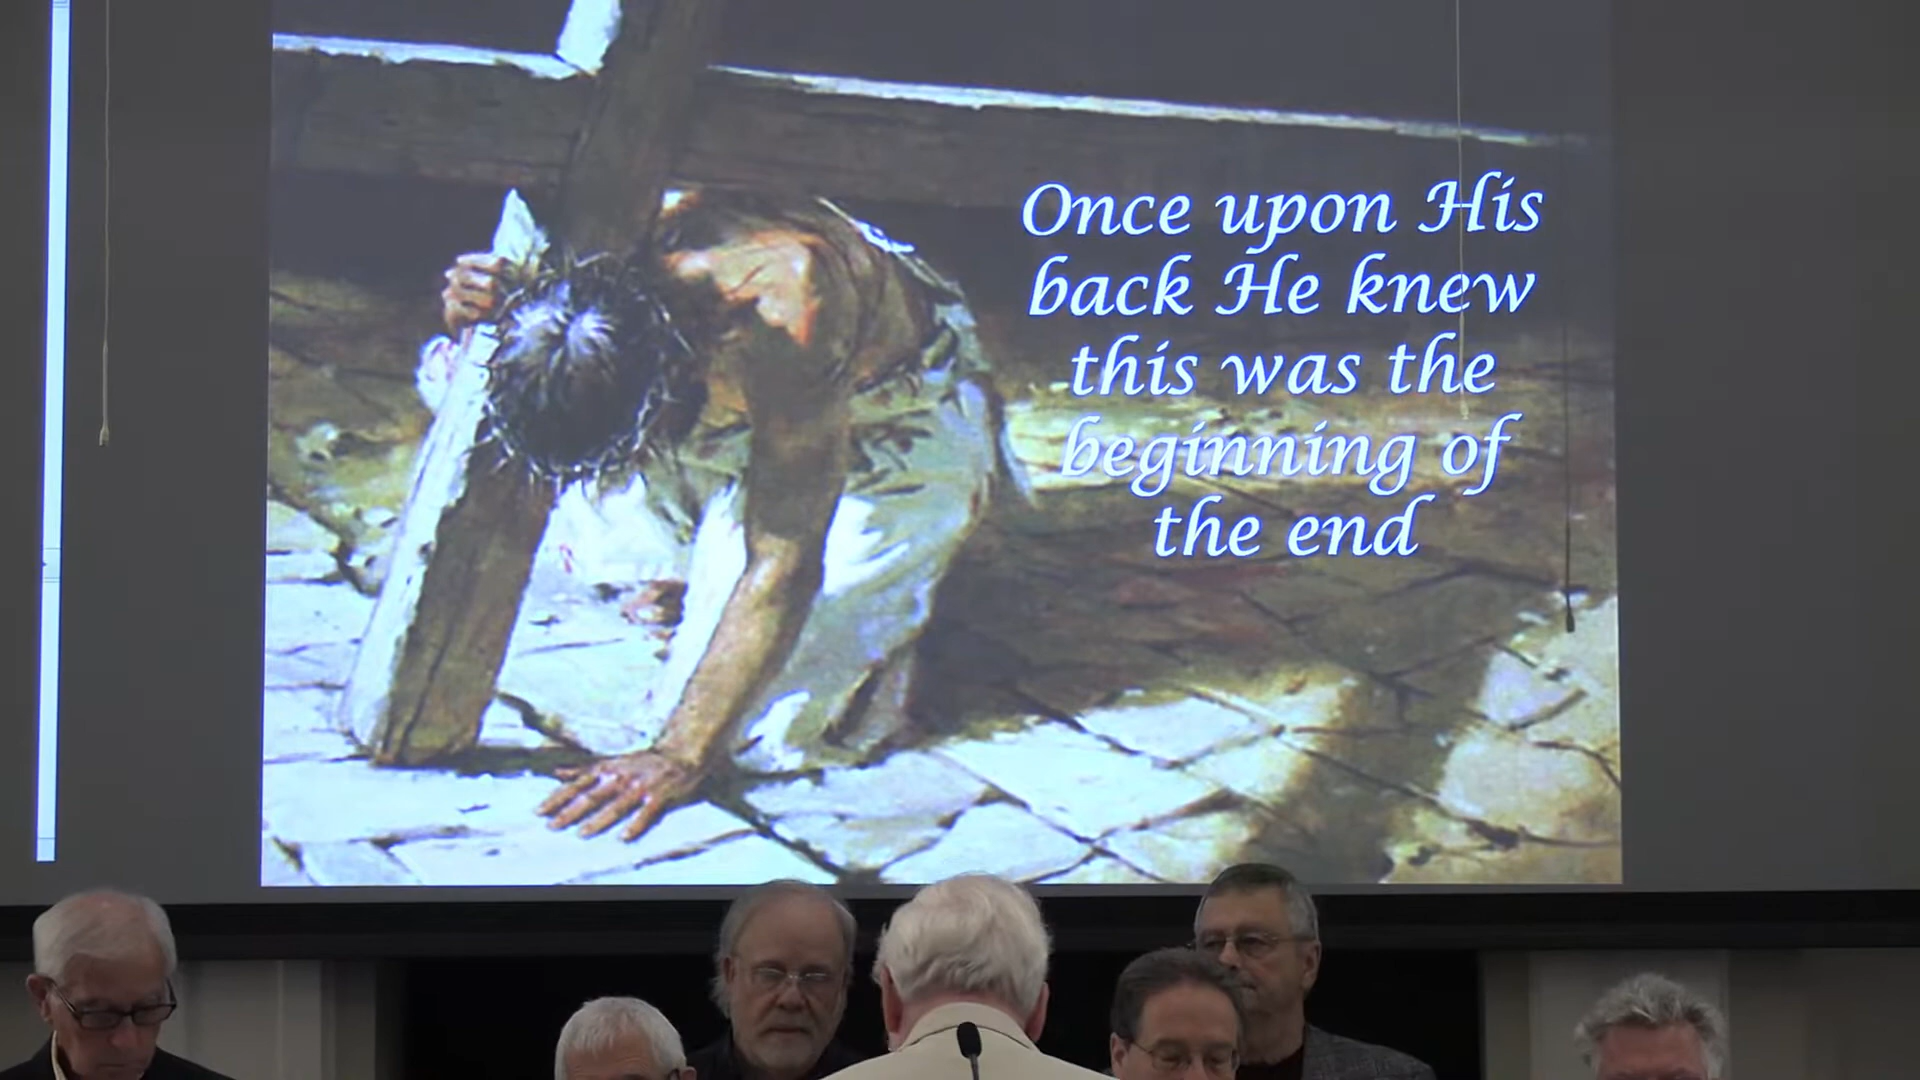 Once upon His
back He knew
this was the
beginning of
the end